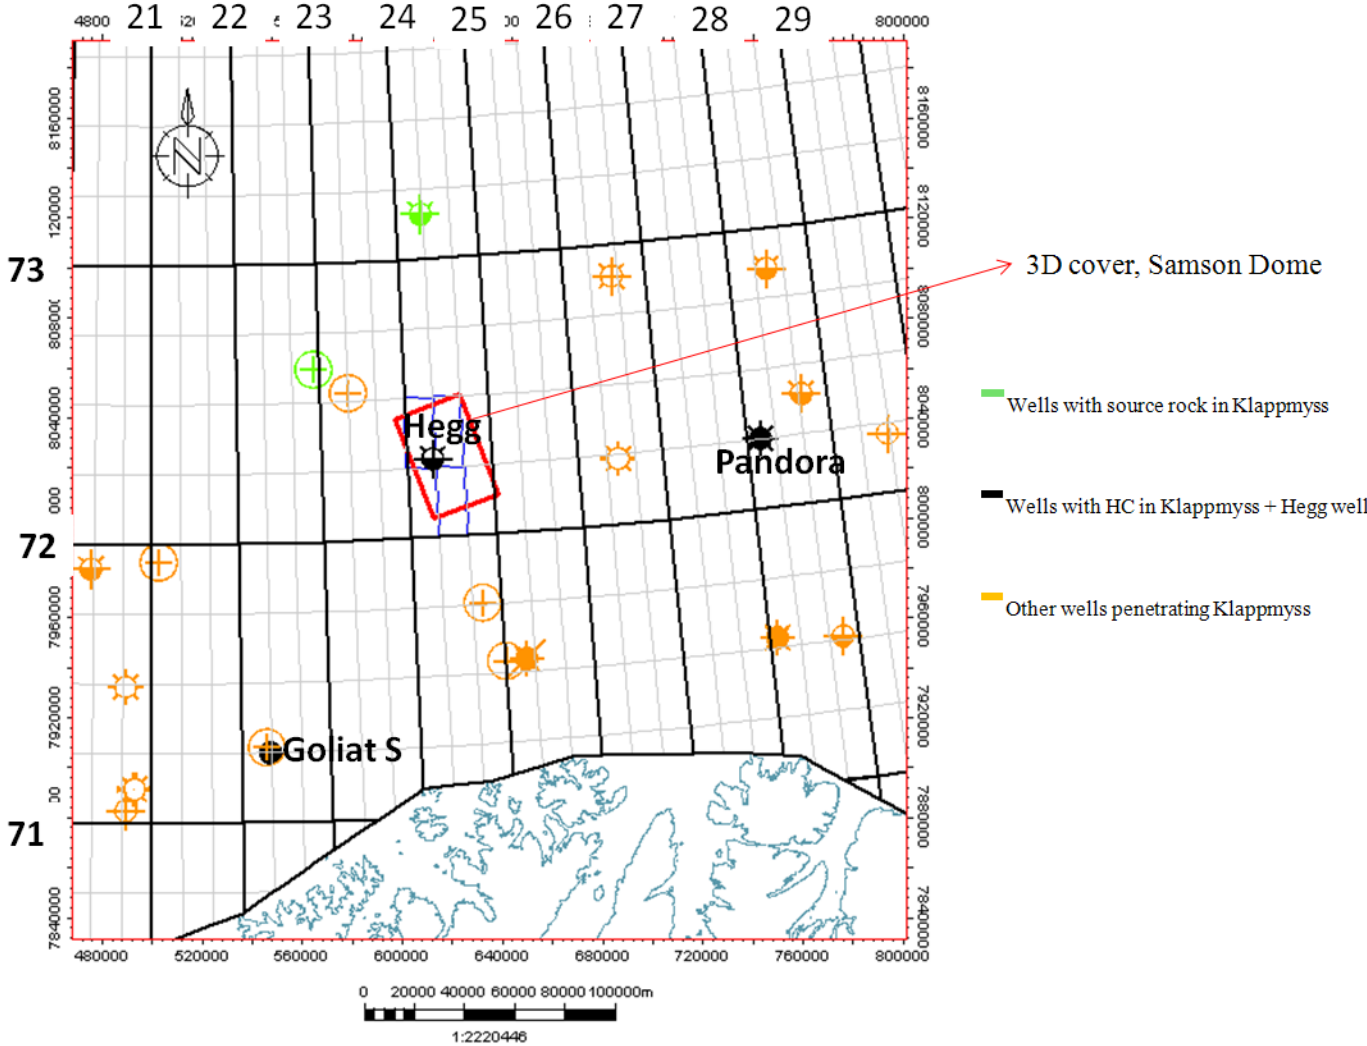 4800 21 520 22 23 24 25 00 26 27 28 29 800000
8160000 8160000
N
8120000 8120000
73
3D cover, Samson Dome
808000 8080000
Wells with source rock in Klappmyss
8040000 8040000
Hegg
Pandora
000 8000000
Wells with HC in Klappmyss + Hegg well
72
7960000 7960000
Other wells penetrating Klappmyss
7920000 7920000
Goliat S
00 7880000
71
7840000 7840000
480000 520000 560000 600000 640000 680000 720000 760000 800000
0 20000 40000 60000 80000 100000m
1:2220446